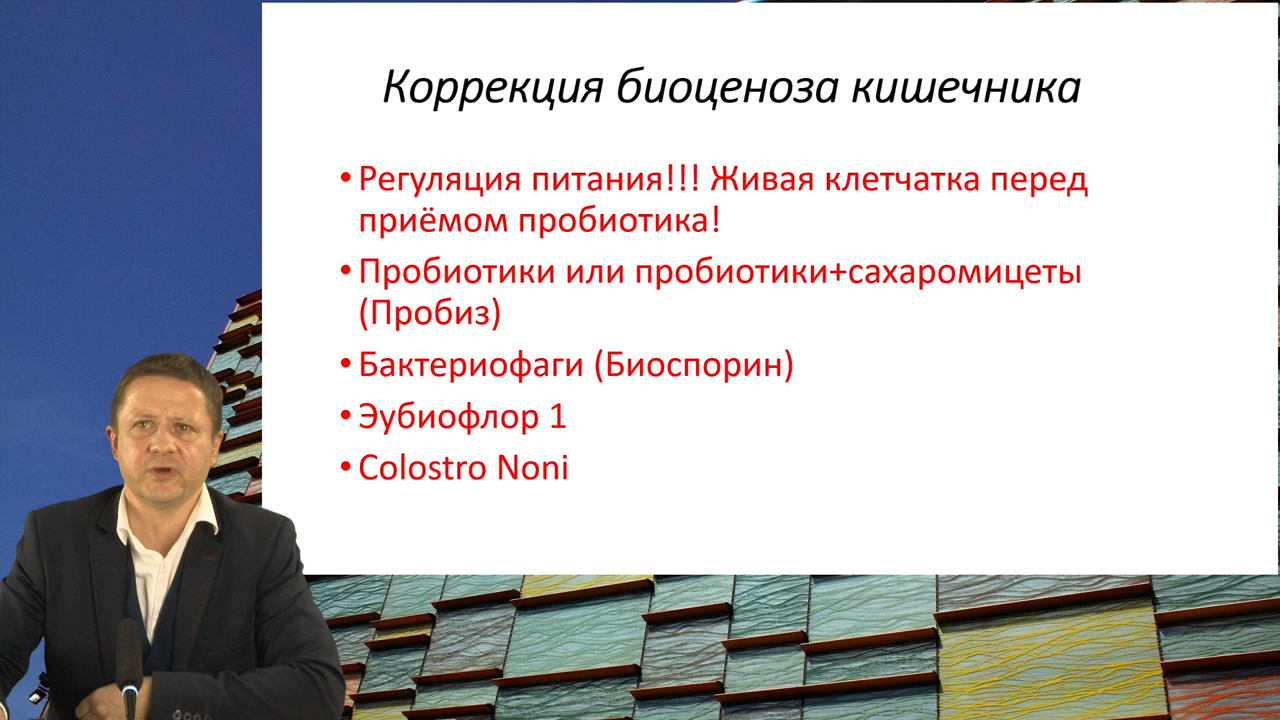 Коррекция биоценоза кишечника
•Регуляция питания!!! Живая клетчатка перед
приёмом пробиотика!
•Пробиотики или пробиотики+сахаромицеты
(Пробиз)
•Бактериофаги (Биоспорин)
•Эубиофлор 1
•Colostro Noni